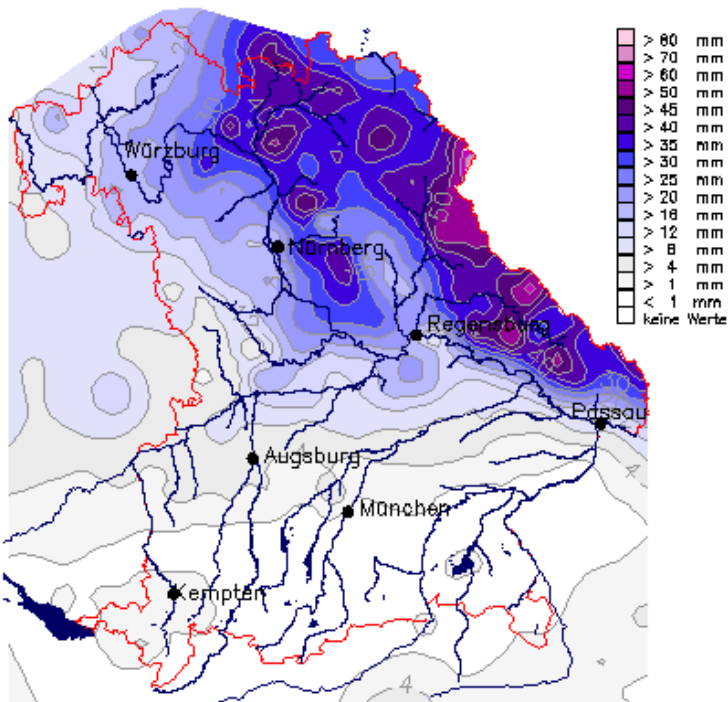 > 80 mm
> 70 mm
> 60 mm
> 50 mm
> 45 mm
> 40 mm
> 35 mm
> 30 mm
> 25 mm
> 20 mm
> 16 mm
> 12 mm
> 8 mm
> 4 mm
> 1 mm
< 1 mm
keine Werte
Würzburg
Nürnberg
Regensburg
Passau
Augsburg
München
Kempten
4
4